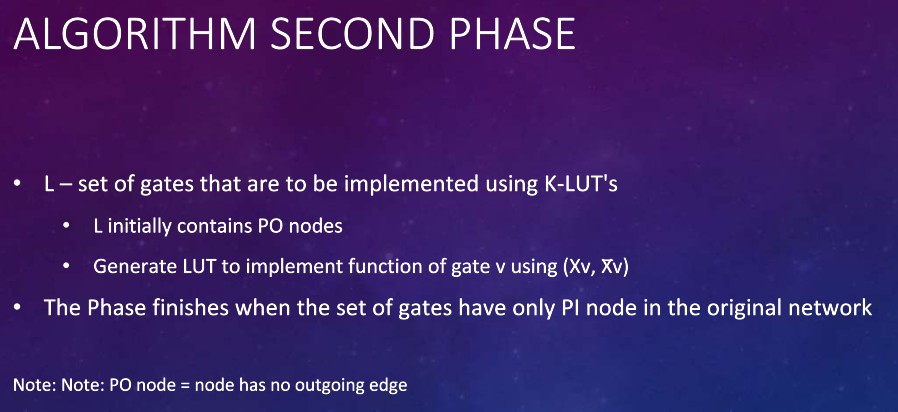 ALGORITHM SECOND PHASE
• L – set of gates that are to be implemented using K-LUT's
• L initially contains PO nodes
• Generate LUT to implement function of gate v using (Xv, X̅v)
• The Phase finishes when the set of gates have only PI node in the original network
Note: Note: PO node = node has no outgoing edge